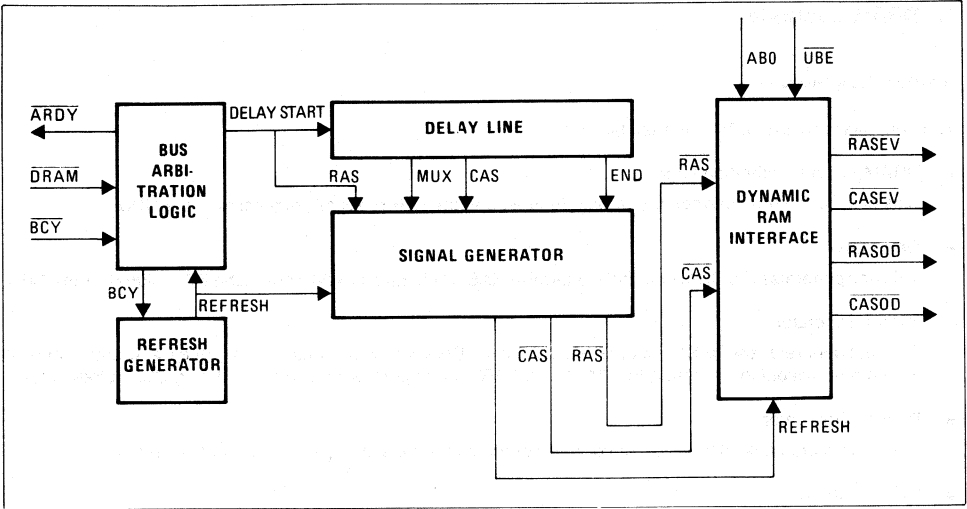 AB0
UBE
ARDY
DRAM
BCY
BUS
ARBI-
TRATION
LOGIC
DELAY START
DELAY LINE
RAS
MUX
CAS
END
SIGNAL GENERATOR
RAS
CAS
DYNAMIC
RAM
INTERFACE
RASEV
CASEV
RASOD
CASOD
BCY
REFRESH
REFRESH
GENERATOR
CAS
RAS
REFRESH